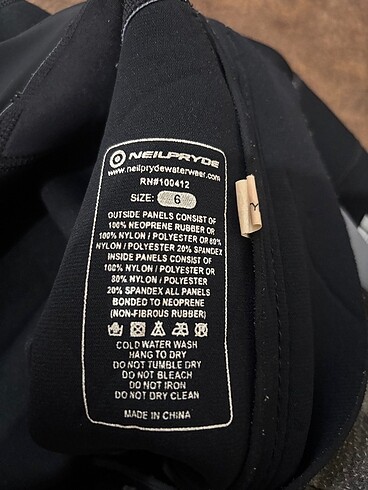 NEILPRYDE
www.neilprydewaterwear.com
RN#100412
SIZE: 6
OUTSIDE PANELS CONSIST OF
100% NEOPRENE RUBBER OR
100% NYLON / POLYESTER OR 80%
NYLON / POLYESTER 20% SPANDEX
INSIDE PANELS CONSIST OF
100% NYLON / POLYESTER OR
80% NYLON / POLYESTER
20% SPANDEX ALL PANELS
BONDED TO NEOPRENE
(NON-FIBROUS RUBBER)
COLD WATER WASH
HANG TO DRY
DO NOT TUMBLE DRY
DO NOT BLEACH
DO NOT IRON
DO NOT DRY CLEAN
MADE IN CHINA